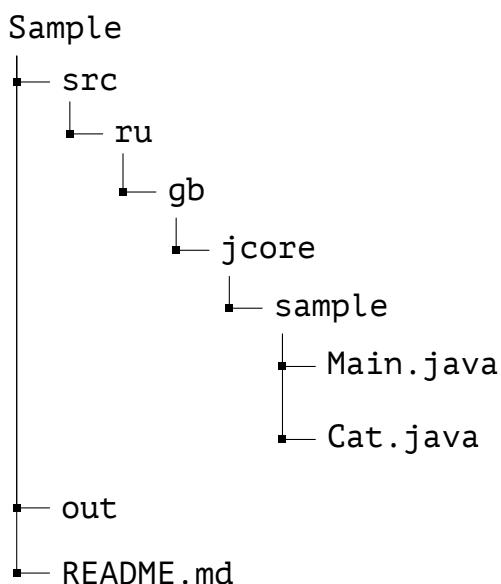 Sample
src
ru
gb
jcore
sample
Main.java
Cat.java
out
README.md